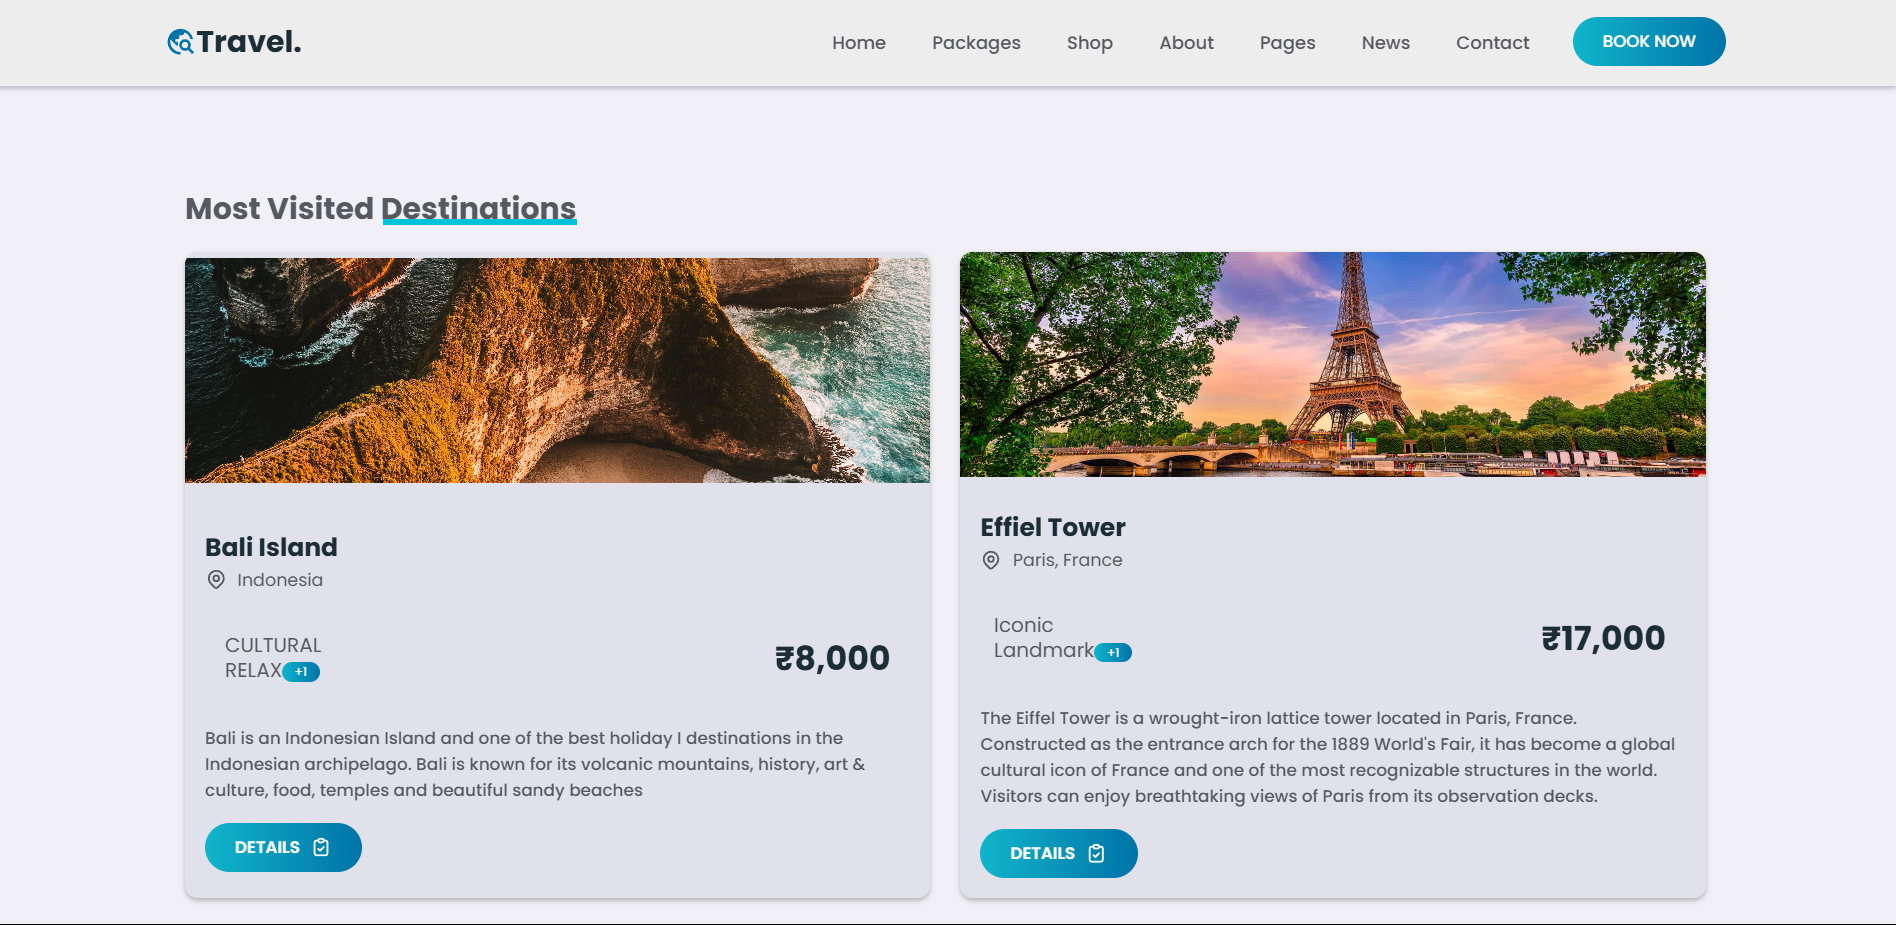 Travel.
Home
Packages
Shop
About
Pages
News
Contact
BOOK NOW
Most Visited Destinations
Bali Island
Indonesia
CULTURAL
RELAX +1
₹8,000
Bali is an Indonesian Island and one of the best holiday I destinations in the
Indonesian archipelago. Bali is known for its volcanic mountains, history, art &
culture, food, temples and beautiful sandy beaches
DETAILS
Effiel Tower
Paris, France
Iconic
Landmark +1
₹17,000
The Eiffel Tower is a wrought-iron lattice tower located in Paris, France.
Constructed as the entrance arch for the 1889 World's Fair, it has become a global
cultural icon of France and one of the most recognizable structures in the world.
Visitors can enjoy breathtaking views of Paris from its observation decks.
DETAILS